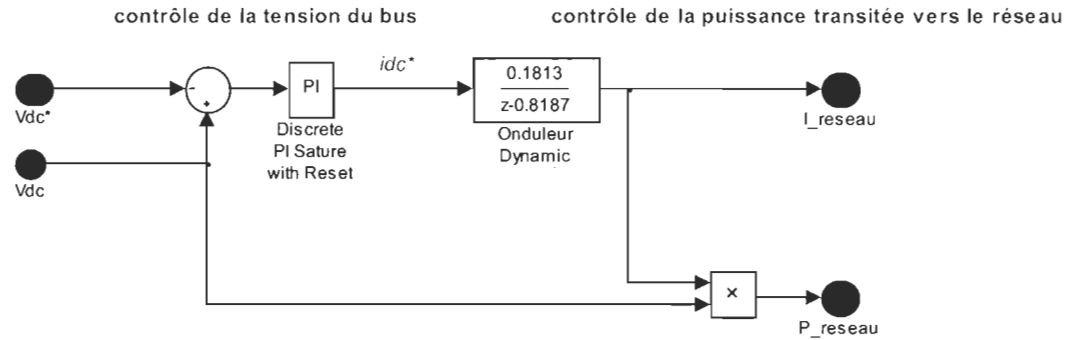 contrôle de la tension du bus
contrôle de la puissance transitée vers le réseau
Vdc*
Vdc
-
+
PI
Discrete
PI Sature
with Reset
idc*
0.1813
z-0.8187
Onduleur
Dynamic
I_reseau
×
P_reseau